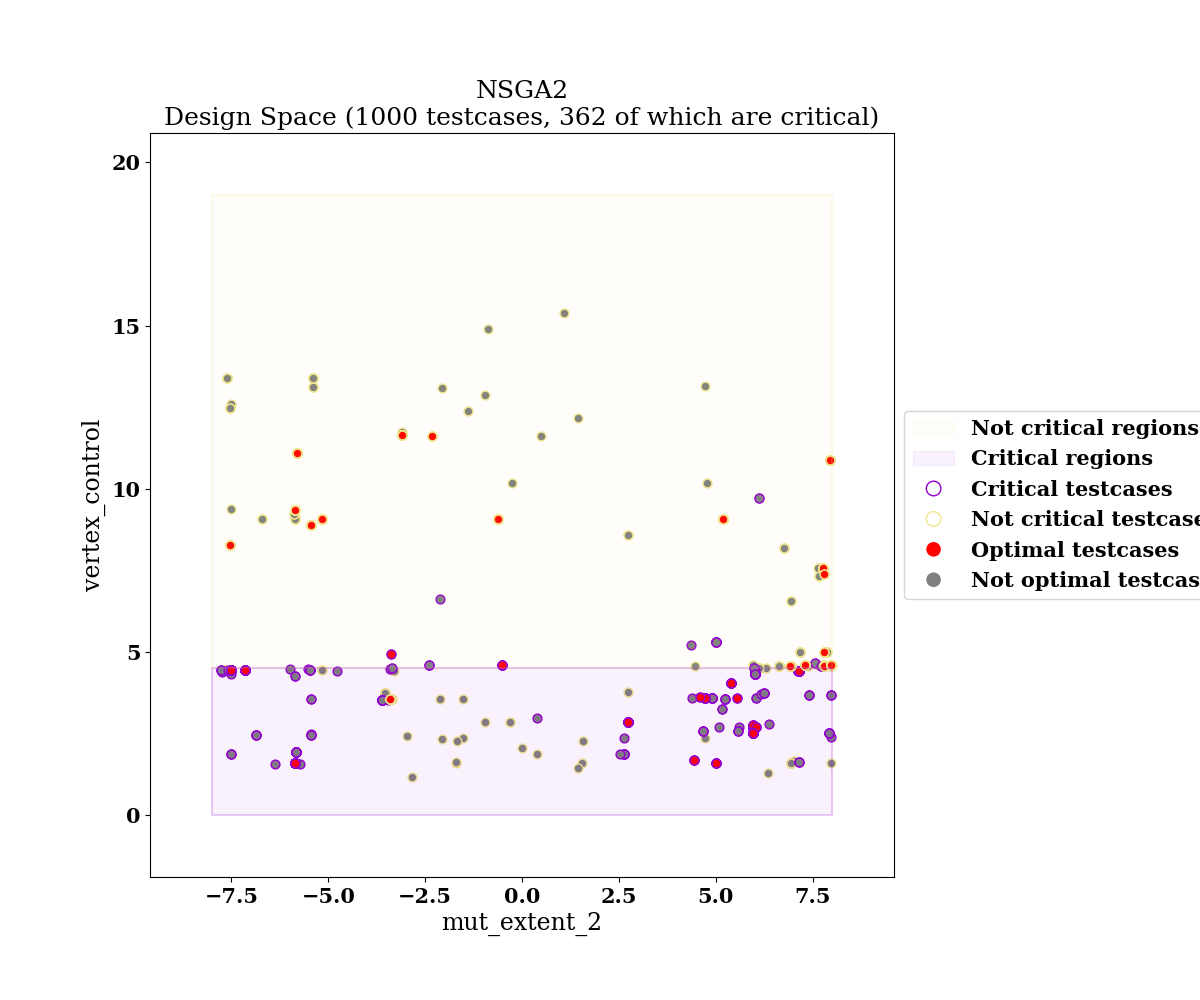 NSGA2
Design Space (1000 testcases, 362 of which are critical)
20
15
10
5
0
vertex_control
−7.5 −5.0 −2.5 0.0 2.5 5.0 7.5
mut_extent_2
Not critical regions
Critical regions
Critical testcases
Not critical testcase
Optimal testcases
Not optimal testcas